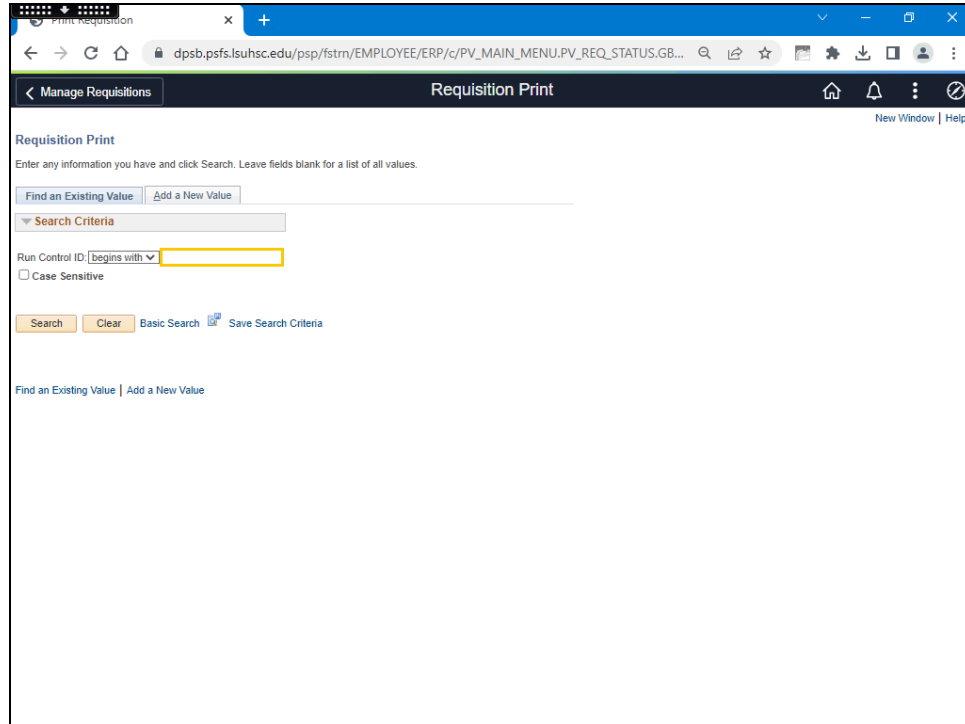 Print Requisition
dpsb.psfs.lsuhsc.edu/psp/fstrn/EMPLOYEE/ERP/c/PV_MAIN_MENU.PV_REQ_STATUS.GB...
Manage Requisitions
Requisition Print
New Window | Help
Requisition Print
Enter any information you have and click Search. Leave fields blank for a list of all values.
Find an Existing Value
Add a New Value
Search Criteria
Run Control ID: begins with
Case Sensitive
Search Clear Basic Search Save Search Criteria
Find an Existing Value | Add a New Value